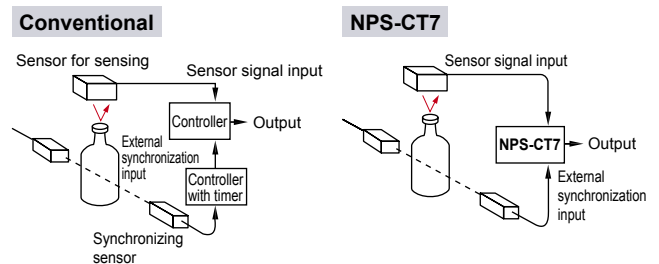 Conventional
Sensor for sensing
Sensor signal input
Controller
Output
External
synchronization
input
Controller
with timer
Synchronizing
sensor
NPS-CT7
Sensor signal input
NPS-CT7
Output
External
synchronization
input